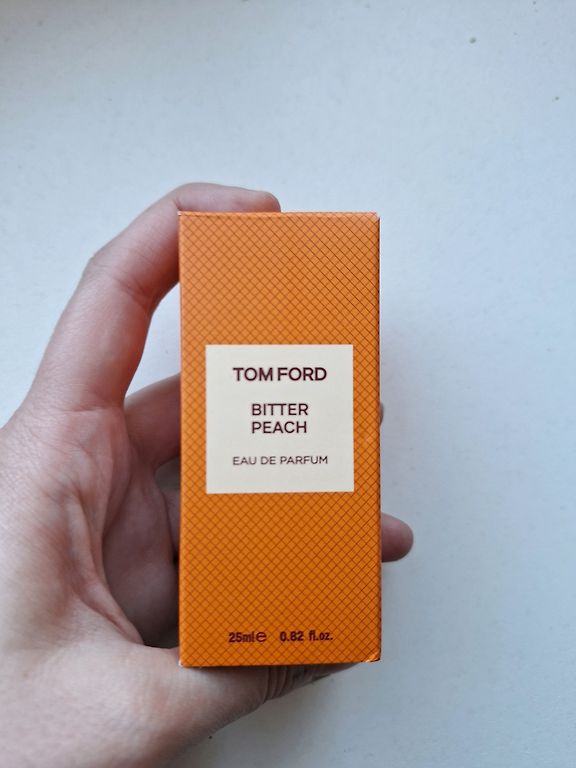 TOM FORD
BITTER
PEACH
EAU DE PARFUM
25ml e 0.82 fl.oz.